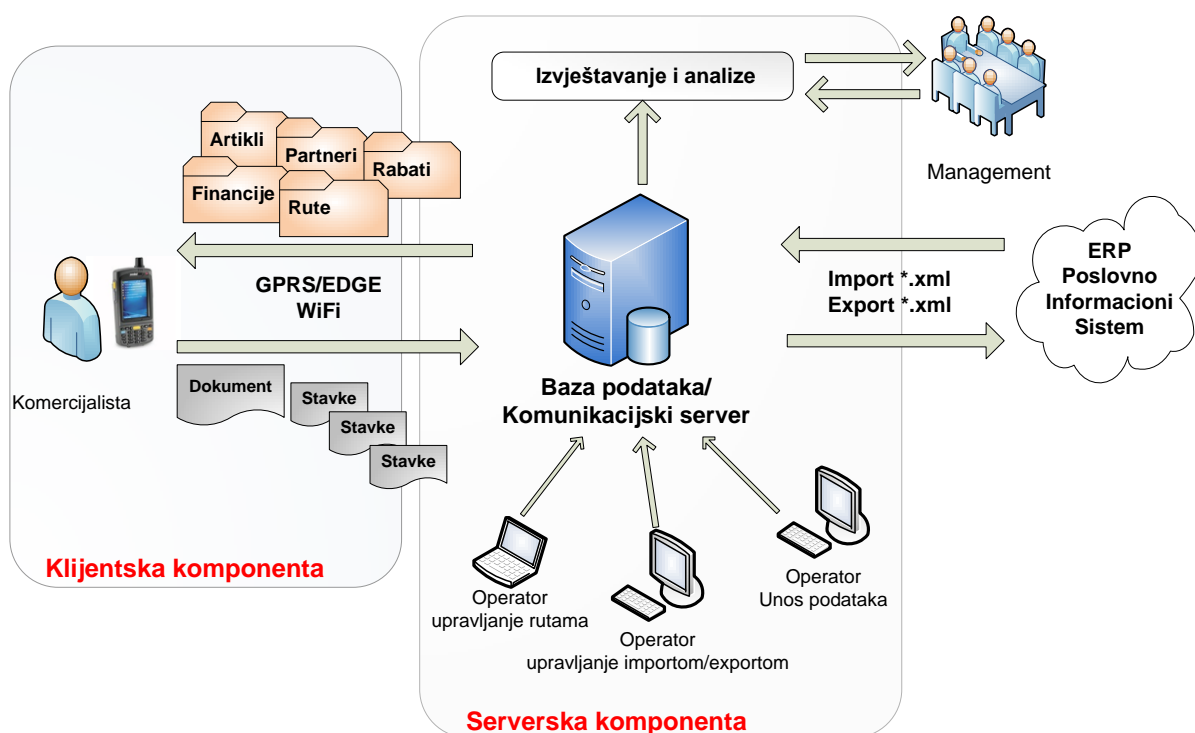 Izvještavanje i analize
Management
Artikli
Partneri
Rabati
Financije
Rute
GPRS/EDGE
WiFi
Import *.xml
Export *.xml
ERP
Poslovno
Informacioni
Sistem
Komercijalista
Dokument
Stavke
Stavke
Stavke
Baza podataka/
Komunikacijski server
Klijentska komponenta
Operator
upravljanje rutama
Operator
upravljanje importom/exportom
Operator
Unos podataka
Serverska komponenta